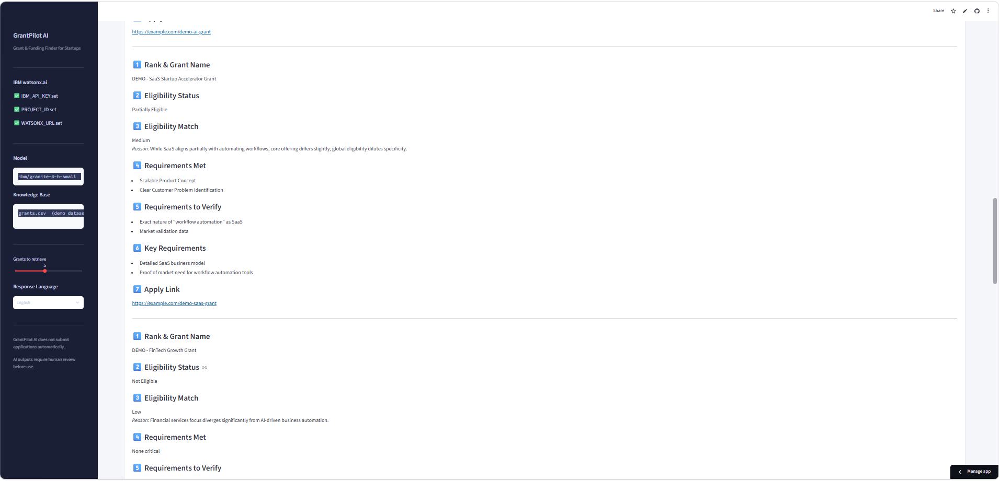 Share
GrantPilot AI
Grant & Funding Finder for Startups
IBM watsonx.ai
✅ IBM_API_KEY set
✅ PROJECT_ID set
✅ WATSONX_URL set
Model
ibm/granite-4-h-small
Knowledge Base
grants.csv (demo datase
Grants to retrieve
5
Response Language
English
GrantPilot AI does not submit
applications automatically.
AI outputs require human review
before use.
https://example.com/demo-ai-grant
1️⃣ Rank & Grant Name
DEMO - SaaS Startup Accelerator Grant
2️⃣ Eligibility Status
Partially Eligible
3️⃣ Eligibility Match
Medium
Reason: While SaaS aligns partially with automating workflows, core offering differs slightly; global eligibility dilutes specificity.
4️⃣ Requirements Met
• Scalable Product Concept
• Clear Customer Problem Identification
5️⃣ Requirements to Verify
• Exact nature of "workflow automation" as SaaS
• Market validation data
6️⃣ Key Requirements
• Detailed SaaS business model
• Proof of market need for workflow automation tools
7️⃣ Apply Link
https://example.com/demo-saas-grant
1️⃣ Rank & Grant Name
DEMO - FinTech Growth Grant
2️⃣ Eligibility Status
Not Eligible
3️⃣ Eligibility Match
Low
Reason: Financial services focus diverges significantly from AI-driven business automation.
4️⃣ Requirements Met
None critical
5️⃣ Requirements to Verify
Manage app